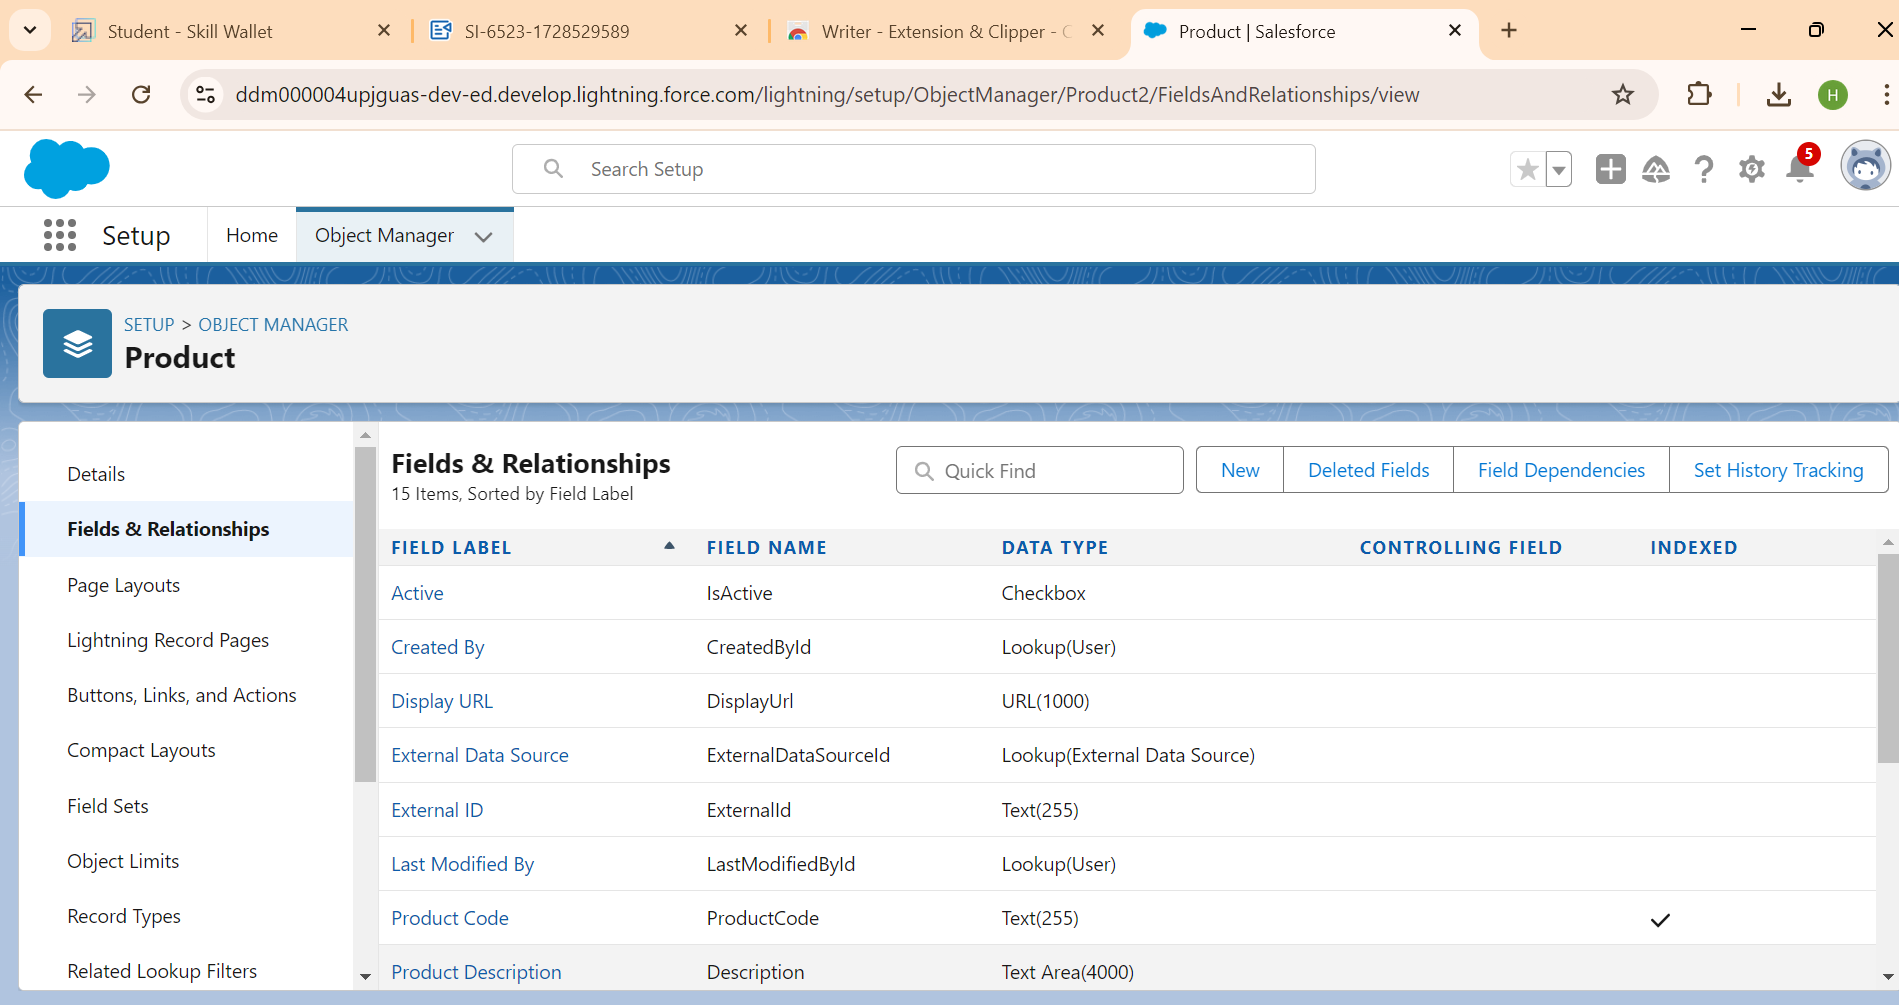 Student - Skill Wallet
SI-6523-1728529589
Writer - Extension & Clipper - C
Product | Salesforce
ddm000004upjguas-dev-ed.develop.lightning.force.com/lightning/setup/ObjectManager/Product2/FieldsAndRelationships/view
H
Search Setup
5
Setup
Home
Object Manager
SETUP > OBJECT MANAGER
Product
Details
Fields & Relationships
Page Layouts
Lightning Record Pages
Buttons, Links, and Actions
Compact Layouts
Field Sets
Object Limits
Record Types
Related Lookup Filters
Fields & Relationships
15 Items, Sorted by Field Label
Quick Find
New
Deleted Fields
Field Dependencies
Set History Tracking
FIELD LABEL FIELD NAME DATA TYPE CONTROLLING FIELD INDEXED
Active IsActive Checkbox
Created By CreatedById Lookup(User)
Display URL DisplayUrl URL(1000)
External Data Source ExternalDataSourceId Lookup(External Data Source)
External ID ExternalId Text(255)
Last Modified By LastModifiedById Lookup(User)
Product Code ProductCode Text(255)
Product Description Description Text Area(4000)